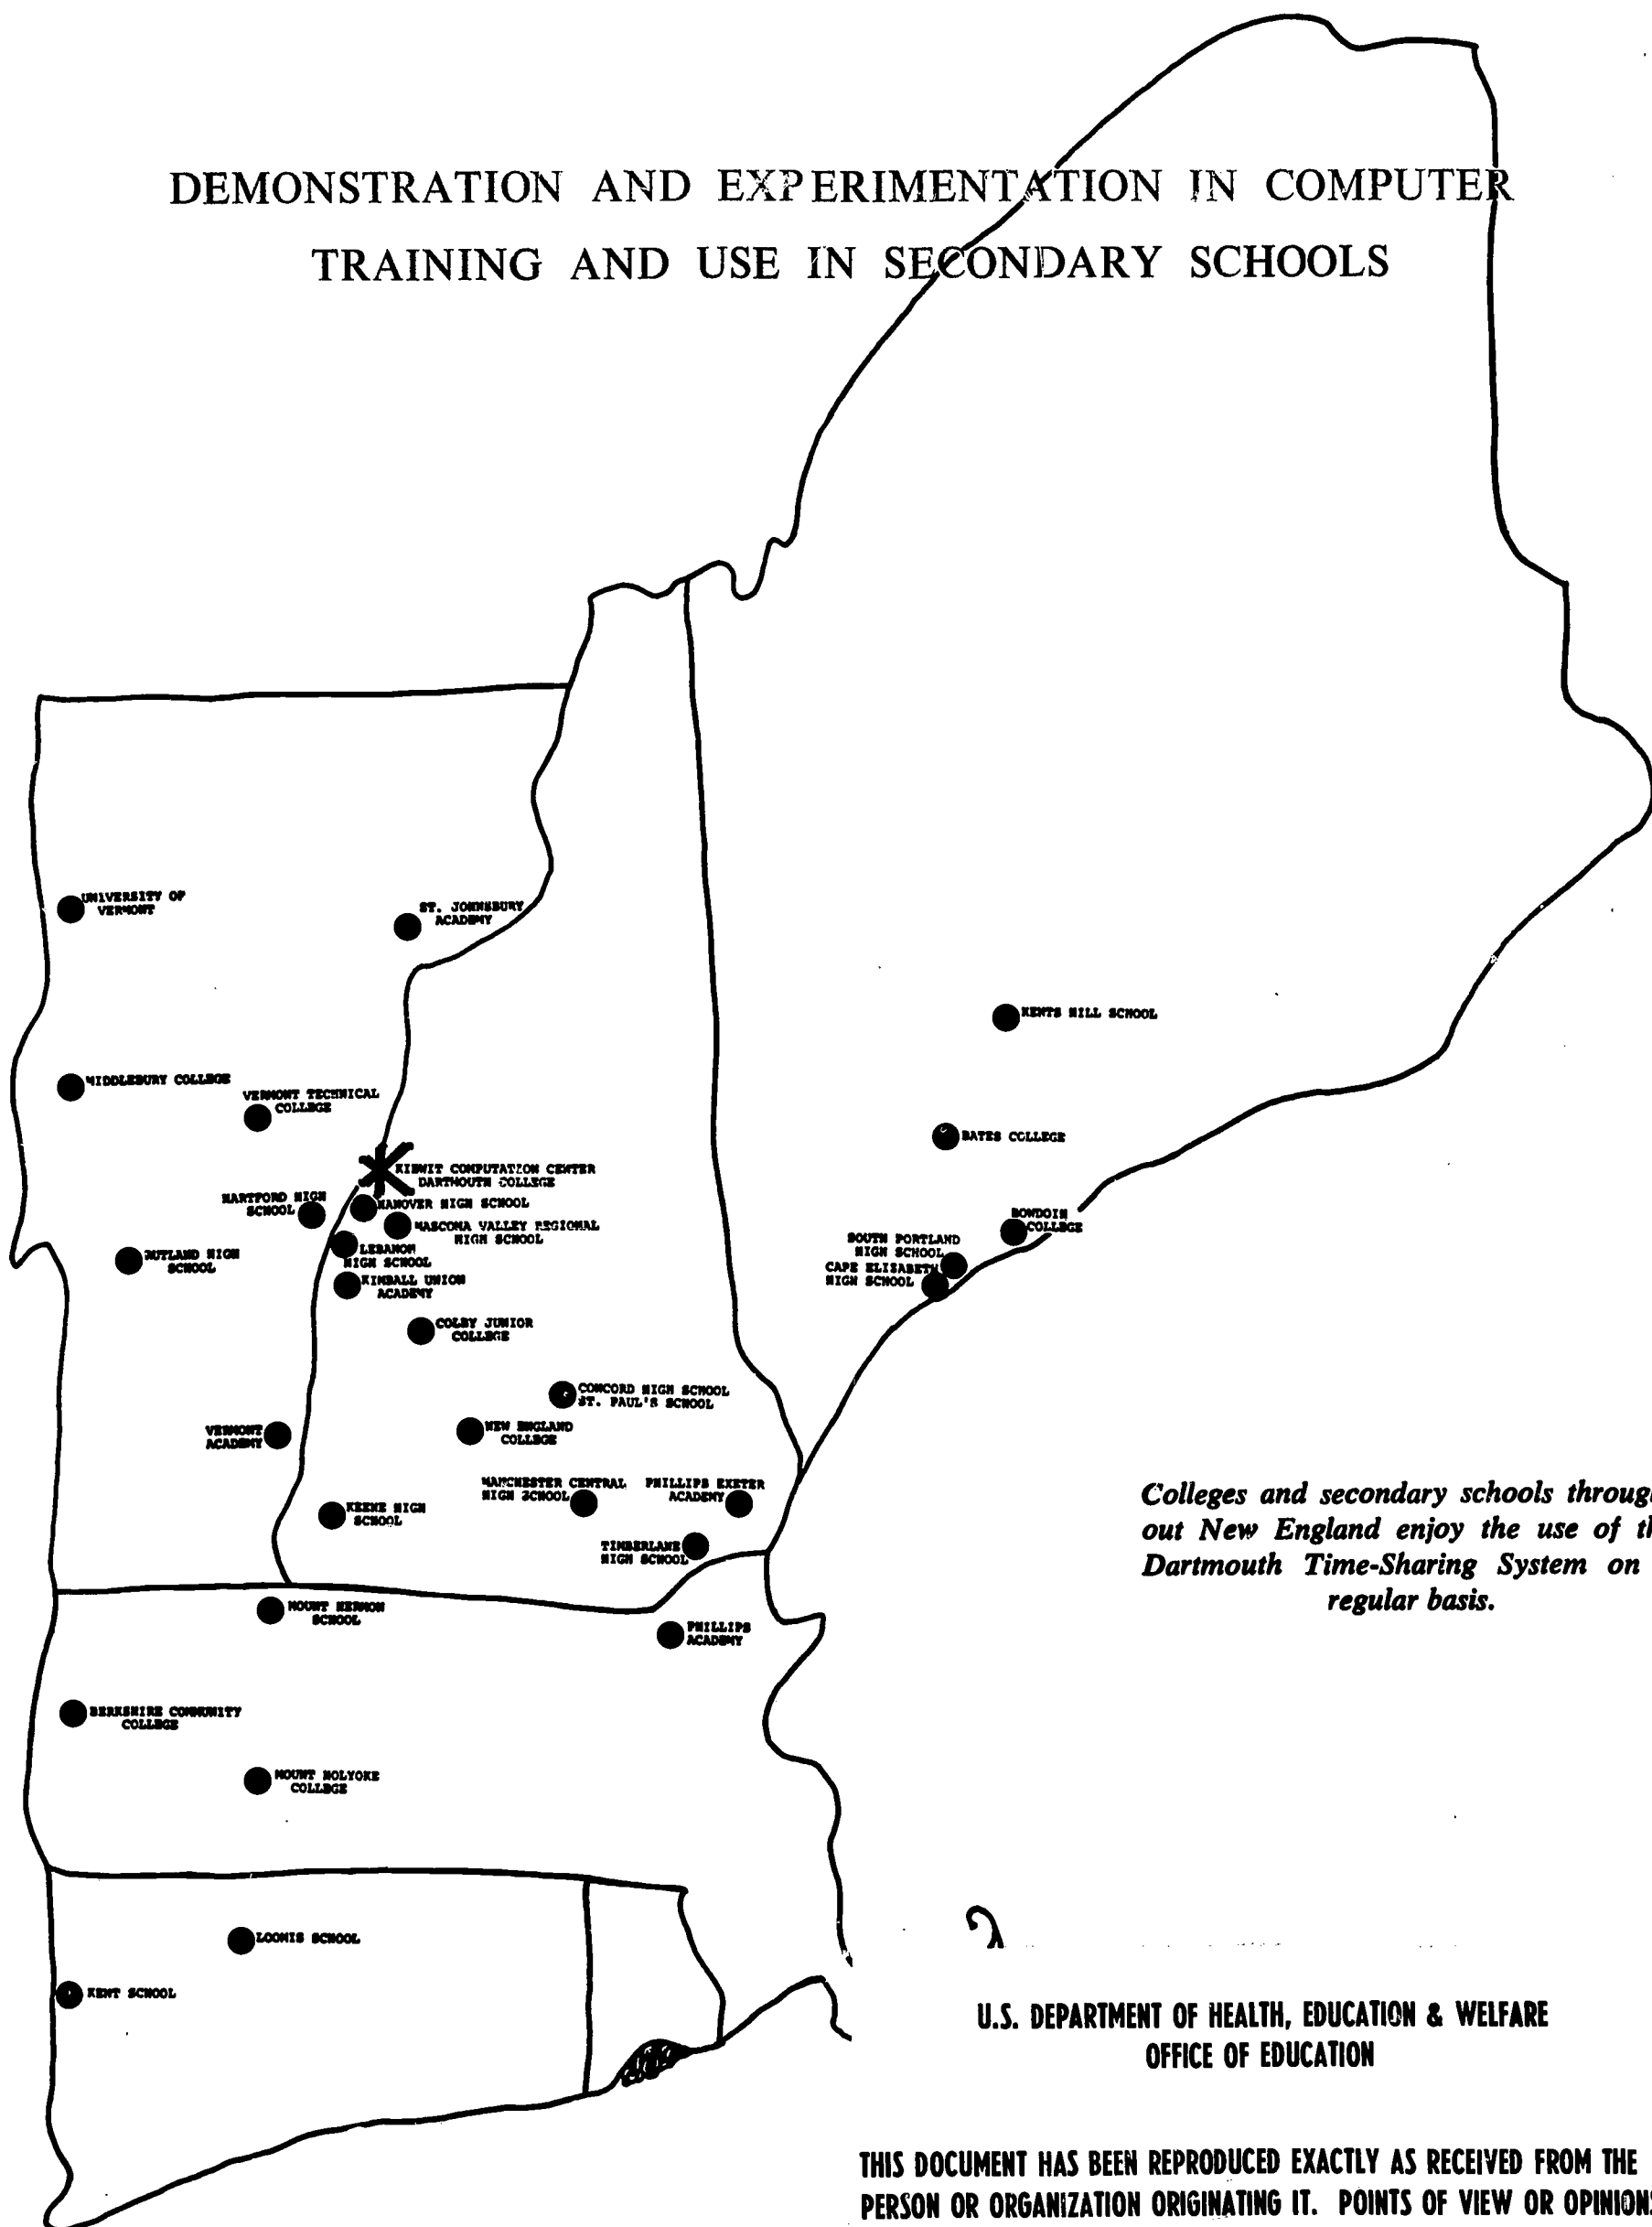 DEMONSTRATION AND EXPERIMENTATION IN COMPUTER
TRAINING AND USE IN SECONDARY SCHOOLS
UNIVERSITY OF
VERMONT
ST. JOHNSBURY
ACADEMY
KENTS HILL SCHOOL
MIDDLEBURY COLLEGE
VERMONT TECHNICAL
COLLEGE
BATES COLLEGE
KIEWIT COMPUTATION CENTER
DARTMOUTH COLLEGE
HARTFORD HIGH
SCHOOL
HANOVER HIGH SCHOOL
MASCOMA VALLEY REGIONAL
HIGH SCHOOL
BOWDOIN
COLLEGE
SOUTH PORTLAND
HIGH SCHOOL
CAPE ELIZABETH
HIGH SCHOOL
RUTLAND HIGH
SCHOOL
LEBANON
HIGH SCHOOL
KIMBALL UNION
ACADEMY
COLBY JUNIOR
COLLEGE
CONCORD HIGH SCHOOL
ST. PAUL'S SCHOOL
VERMONT
ACADEMY
NEW ENGLAND
COLLEGE
MANCHESTER CENTRAL
HIGH SCHOOL
PHILLIPS EXETER
ACADEMY
KEENE HIGH
SCHOOL
TIMBERLANE
HIGH SCHOOL
Colleges and secondary schools through
out New England enjoy the use of th
Dartmouth Time-Sharing System on
regular basis.
MOUNT HERMON
SCHOOL
PHILLIPS
ACADEMY
BERKSHIRE COMMUNITY
COLLEGE
MOUNT HOLYOKE
COLLEGE
LOOMIS SCHOOL
KENT SCHOOL
U.S. DEPARTMENT OF HEALTH, EDUCATION & WELFARE
OFFICE OF EDUCATION
THIS DOCUMENT HAS BEEN REPRODUCED EXACTLY AS RECEIVED FROM THE
PERSON OR ORGANIZATION ORIGINATING IT. POINTS OF VIEW OR OPINIONS